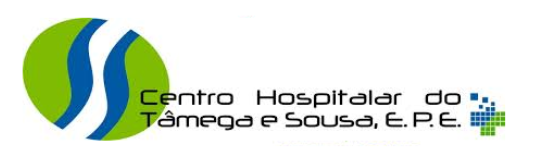 Centro Hospitalar do
Tâmega e Sousa, E. P. E.